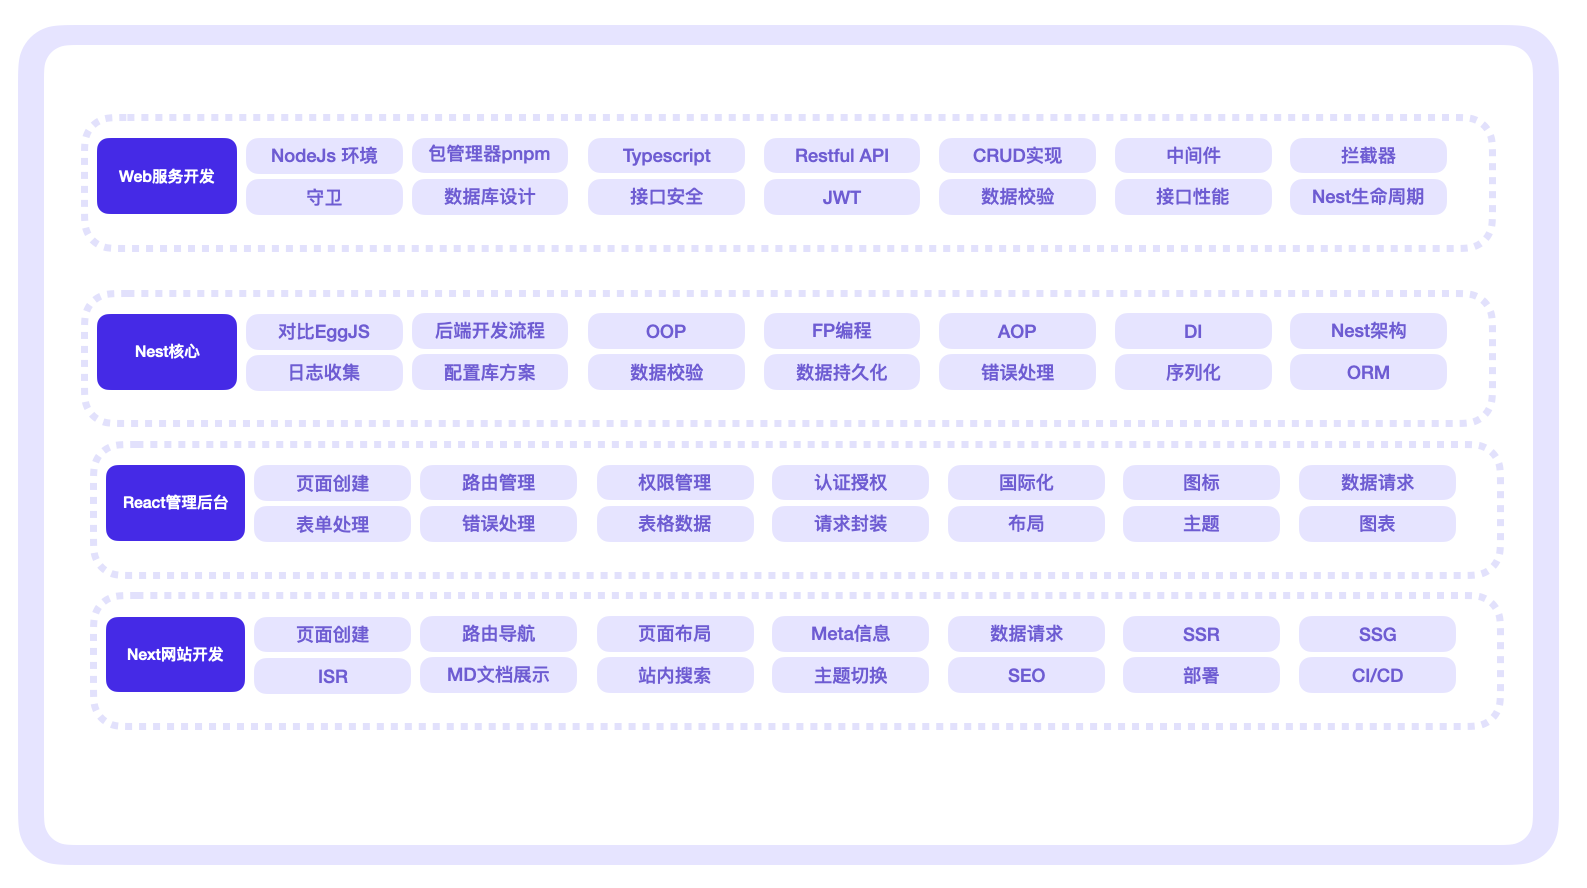 Web服务开发
NodeJs 环境
包管理器pnpm
Typescript
Restful API
CRUD实现
中间件
拦截器
守卫
数据库设计
接口安全
JWT
数据校验
接口性能
Nest生命周期
Nest核心
对比EggJS
后端开发流程
OOP
FP编程
AOP
DI
Nest架构
日志收集
配置库方案
数据校验
数据持久化
错误处理
序列化
ORM
React管理后台
页面创建
路由管理
权限管理
认证授权
国际化
图标
数据请求
表单处理
错误处理
表格数据
请求封装
布局
主题
图表
Next网站开发
页面创建
路由导航
页面布局
Meta信息
数据请求
SSR
SSG
ISR
MD文档展示
站内搜索
主题切换
SEO
部署
CI/CD